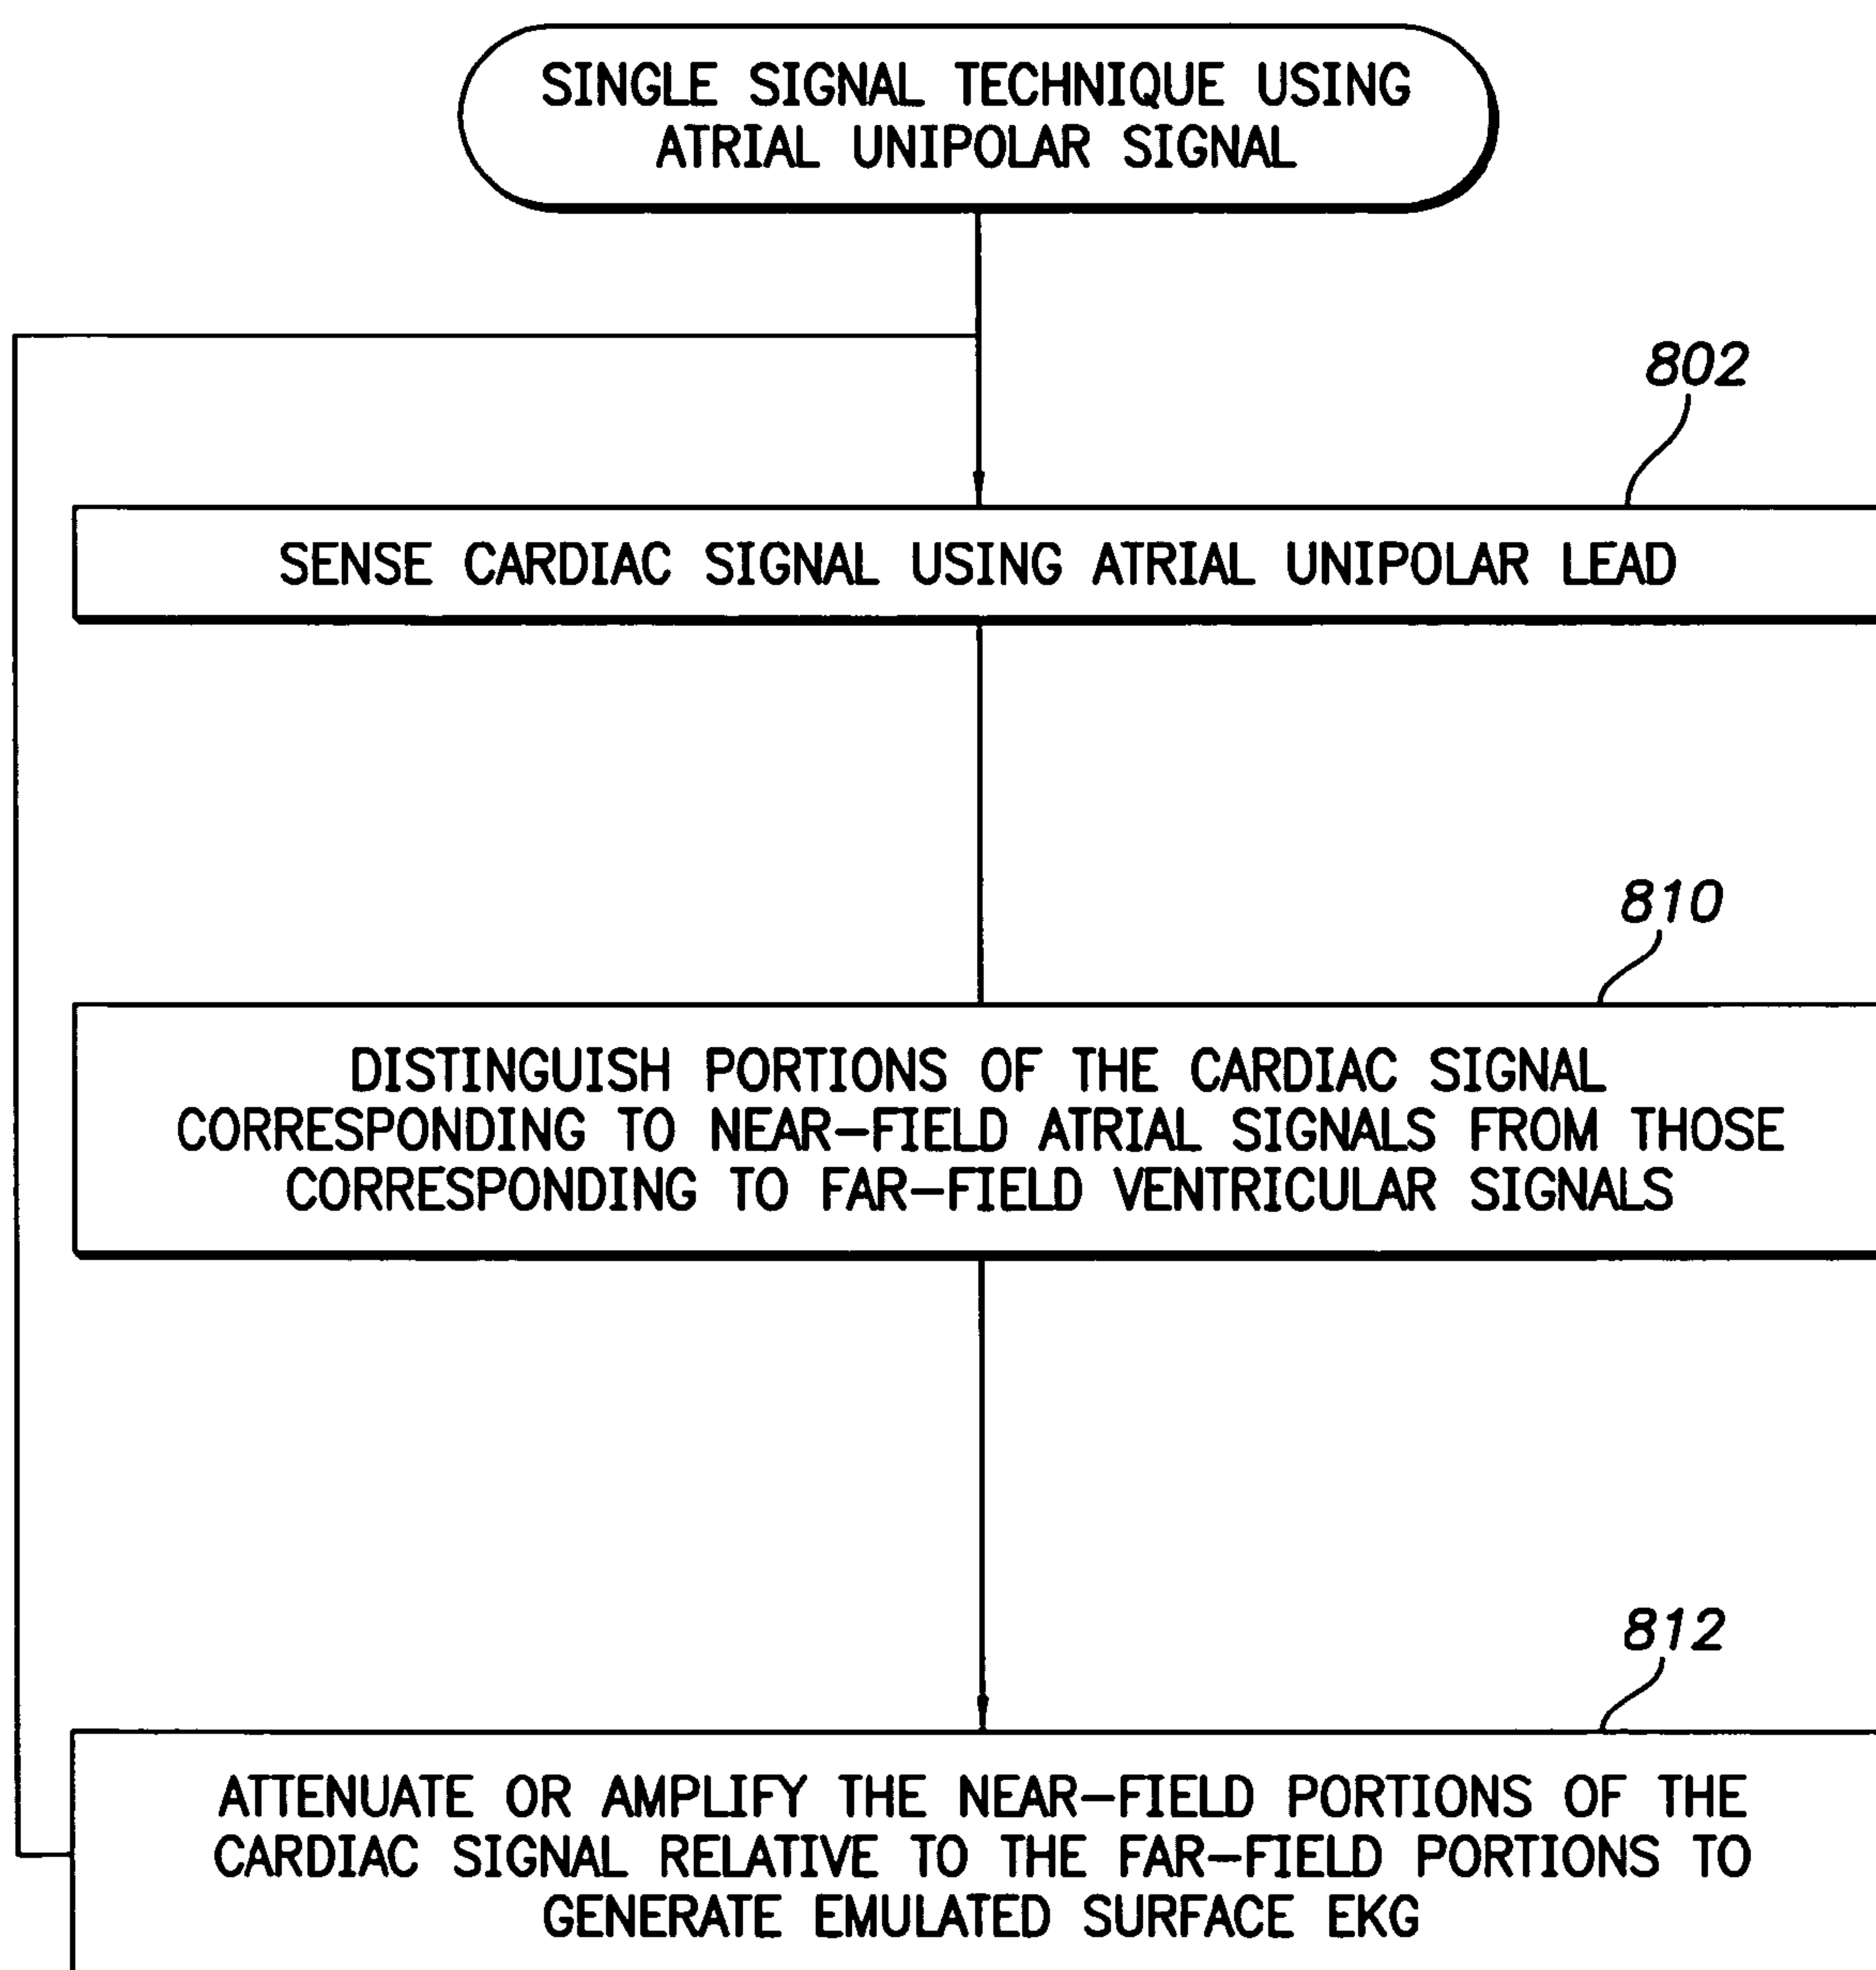 SINGLE SIGNAL TECHNIQUE USING
ATRIAL UNIPOLAR SIGNAL
802
SENSE CARDIAC SIGNAL USING ATRIAL UNIPOLAR LEAD
810
DISTINGUISH PORTIONS OF THE CARDIAC SIGNAL
CORRESPONDING TO NEAR-FIELD ATRIAL SIGNALS FROM THOSE
CORRESPONDING TO FAR-FIELD VENTRICULAR SIGNALS
812
ATTENUATE OR AMPLIFY THE NEAR-FIELD PORTIONS OF THE
CARDIAC SIGNAL RELATIVE TO THE FAR-FIELD PORTIONS TO
GENERATE EMULATED SURFACE EKG